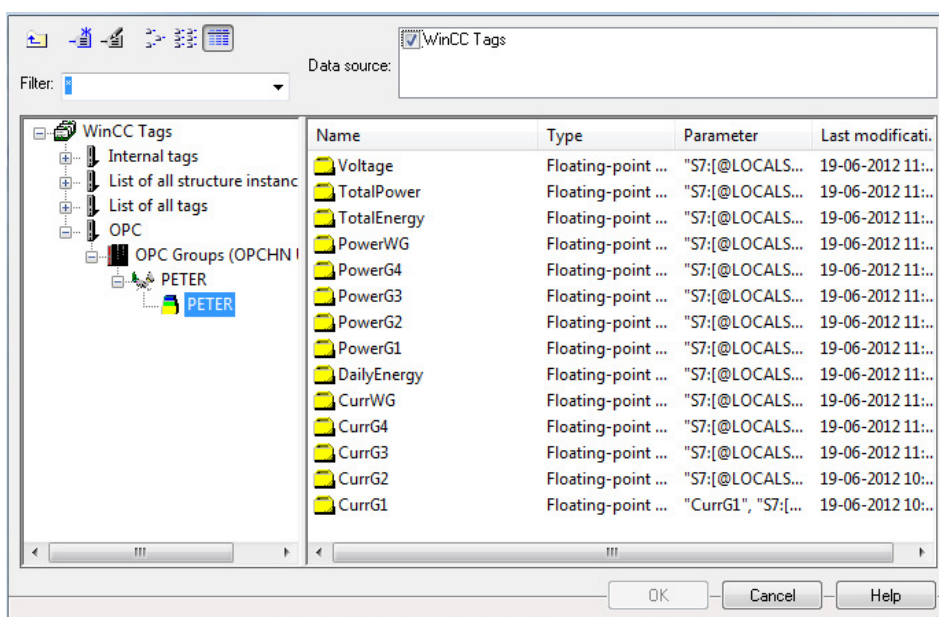 WinCC Tags
Data source:
Filter: *
WinCC Tags
Internal tags
List of all structure instanc
List of all tags
OPC
OPC Groups (OPCHN U
PETER
PETER
Name Type Parameter Last modificati.
Voltage Floating-point ... "S7:[@LOCALS... 19-06-2012 11:...
TotalPower Floating-point ... "S7:[@LOCALS... 19-06-2012 11:...
TotalEnergy Floating-point ... "S7:[@LOCALS... 19-06-2012 11:...
PowerWG Floating-point ... "S7:[@LOCALS... 19-06-2012 11:...
PowerG4 Floating-point ... "S7:[@LOCALS... 19-06-2012 11:...
PowerG3 Floating-point ... "S7:[@LOCALS... 19-06-2012 11:...
PowerG2 Floating-point ... "S7:[@LOCALS... 19-06-2012 11:...
PowerG1 Floating-point ... "S7:[@LOCALS... 19-06-2012 11:...
DailyEnergy Floating-point ... "S7:[@LOCALS... 19-06-2012 11:...
CurrWG Floating-point ... "S7:[@LOCALS... 19-06-2012 11:...
CurrG4 Floating-point ... "S7:[@LOCALS... 19-06-2012 11:...
CurrG3 Floating-point ... "S7:[@LOCALS... 19-06-2012 11:...
CurrG2 Floating-point ... "S7:[@LOCALS... 19-06-2012 10:...
CurrG1 Floating-point ... "CurrG1", "S7:[... 19-06-2012 10:...
OK Cancel Help